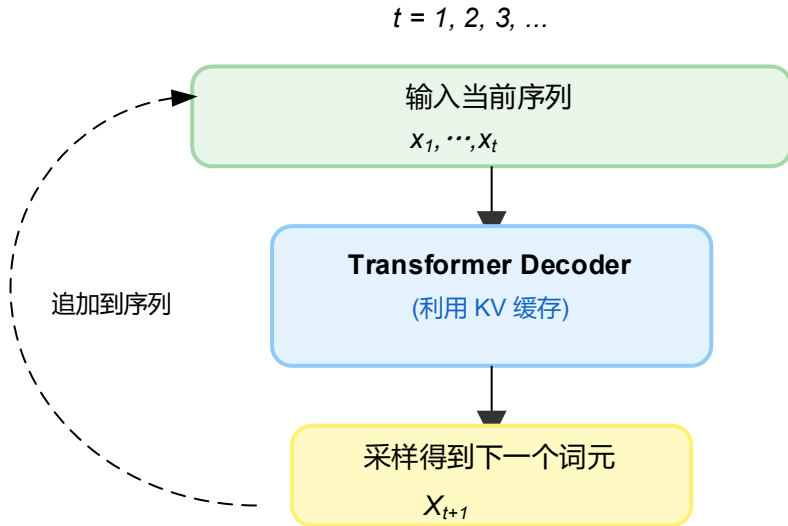 t = 1, 2, 3, ...
输入当前序列
x₁,⋯,xₜ
Transformer Decoder
(利用 KV 缓存)
追加到序列
采样得到下一个词元
Xₜ₊₁